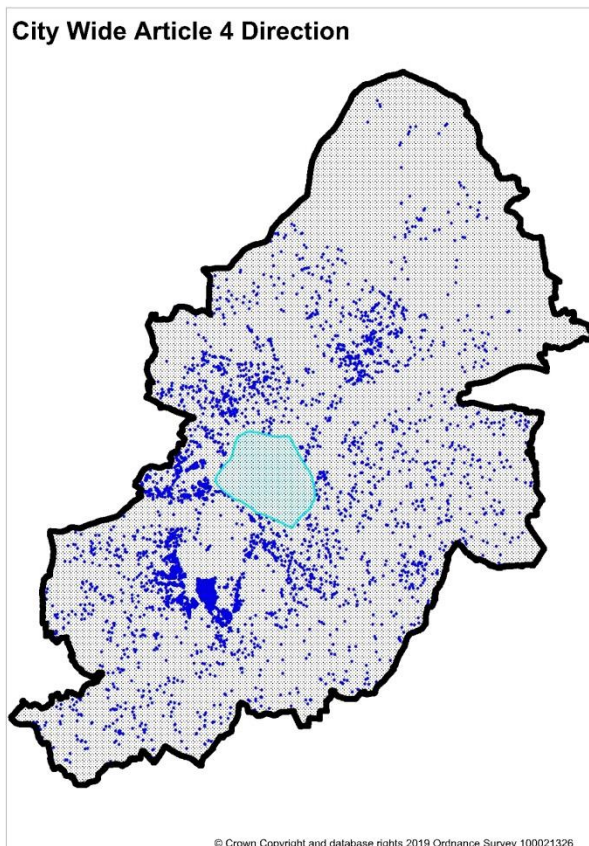 City Wide Article 4 Direction
© Crown Copyright and database rights 2019 Ordnance Survey 100021326